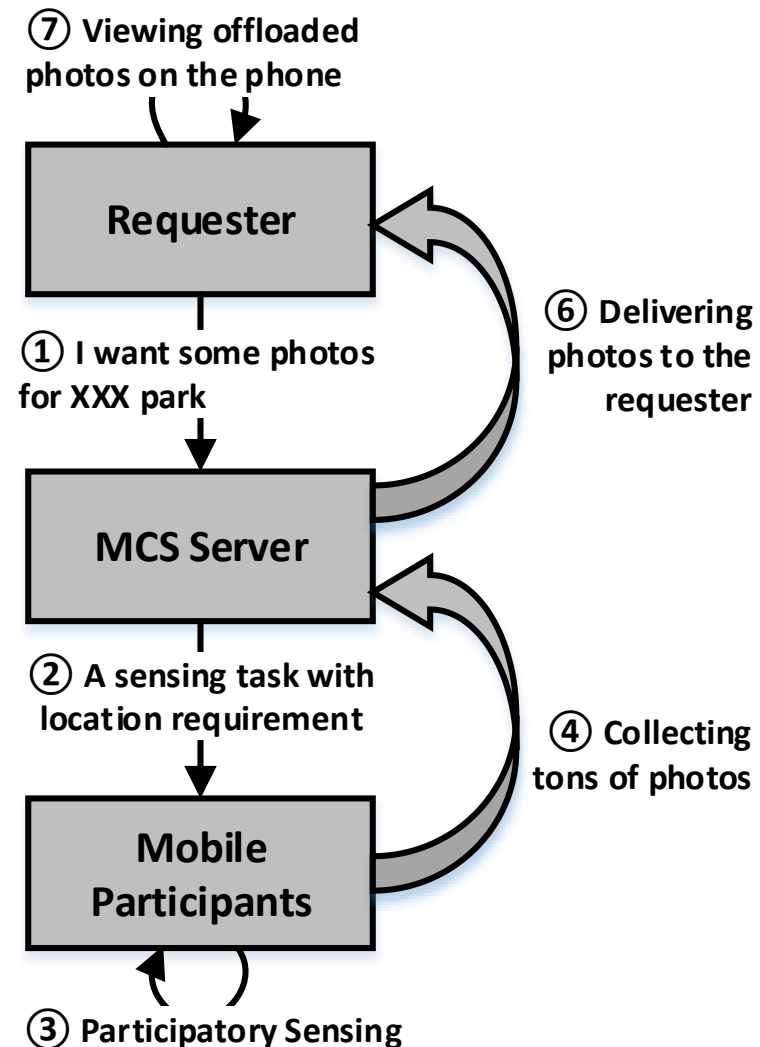 ⑦ Viewing offloaded
photos on the phone
Requester
① I want some photos
for XXX park
⑥ Delivering
photos to the
requester
MCS Server
② A sensing task with
location requirement
④ Collecting
tons of photos
Mobile
Participants
③ Participatory Sensing